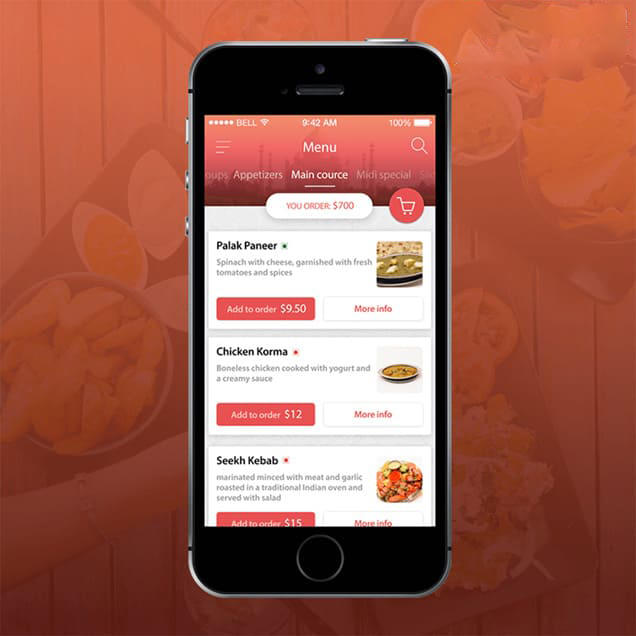 BELL
9:42 AM
100%
Menu
oups Appetizers Main cource Midi special
YOU ORDER: $700
Palak Paneer
Spinach with cheese, garnished with fresh
tomatoes and spices
Add to order $9.50
More info
Chicken Korma
Boneless chicken cooked with yogurt and
a creamy sauce
Add to order $12
More info
Seekh Kebab
marinated minced with meat and garlic
roasted in a traditional Indian oven and
served with salad
Add to order $15
More info